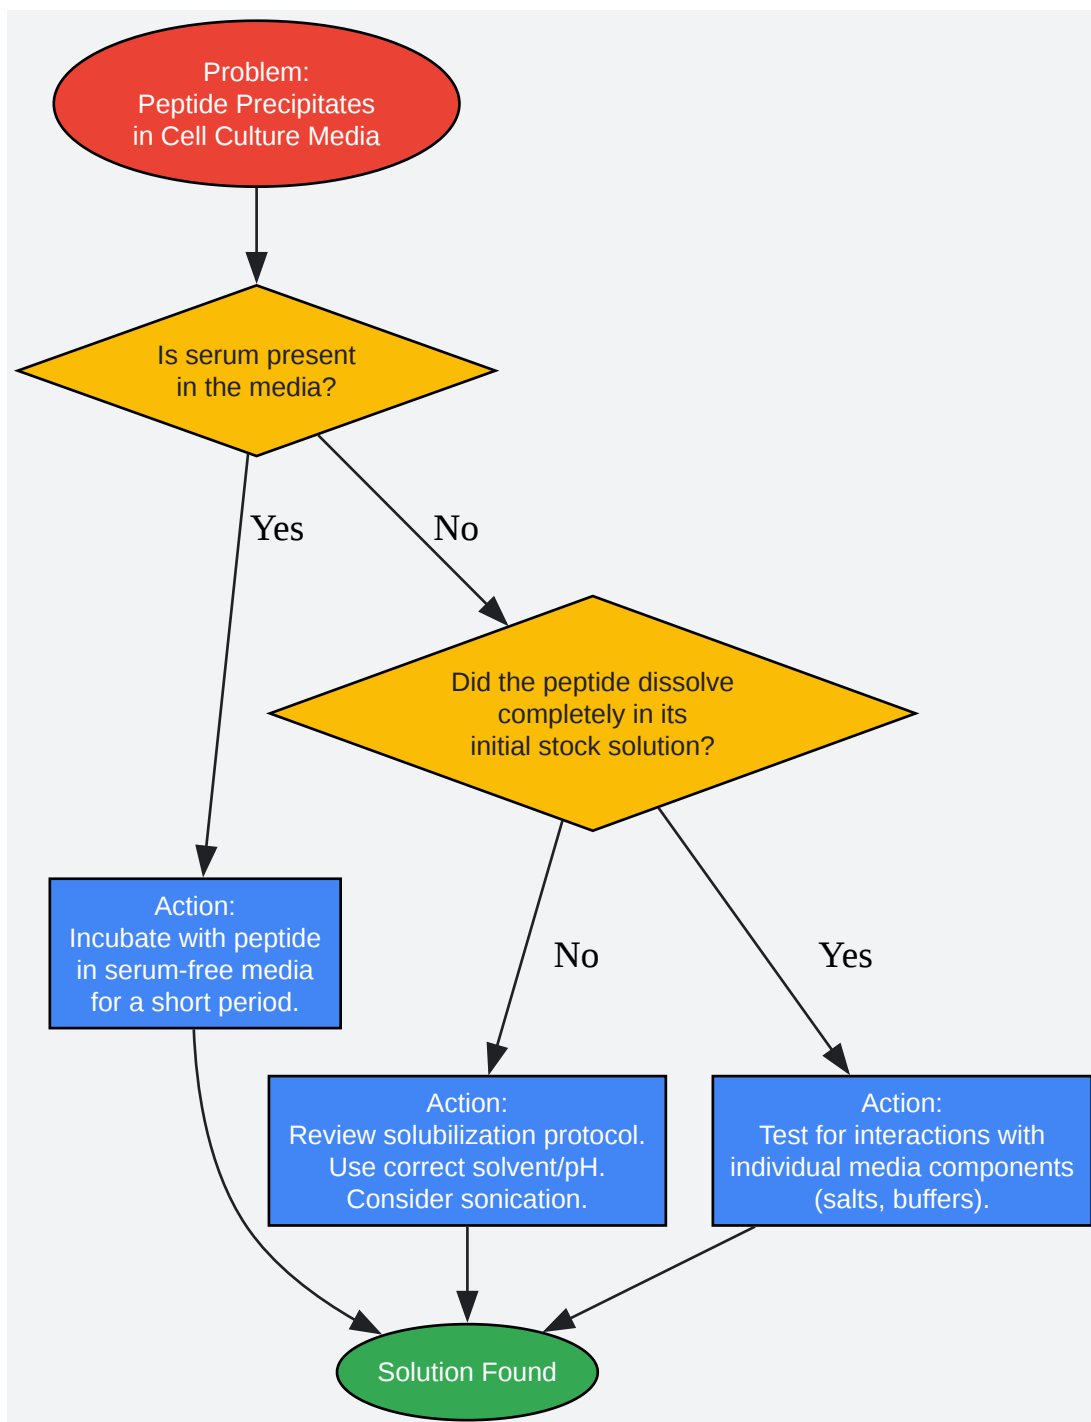 Problem:
Peptide Precipitates
in Cell Culture Media
Is serum present
in the media?
Yes
No
Did the peptide dissolve
completely in its
initial stock solution?
Action:
Incubate with peptide
in serum-free media
for a short period.
No
Yes
Action:
Review solubilization protocol.
Use correct solvent/pH.
Consider sonication.
Action:
Test for interactions with
individual media components
(salts, buffers).
Solution Found